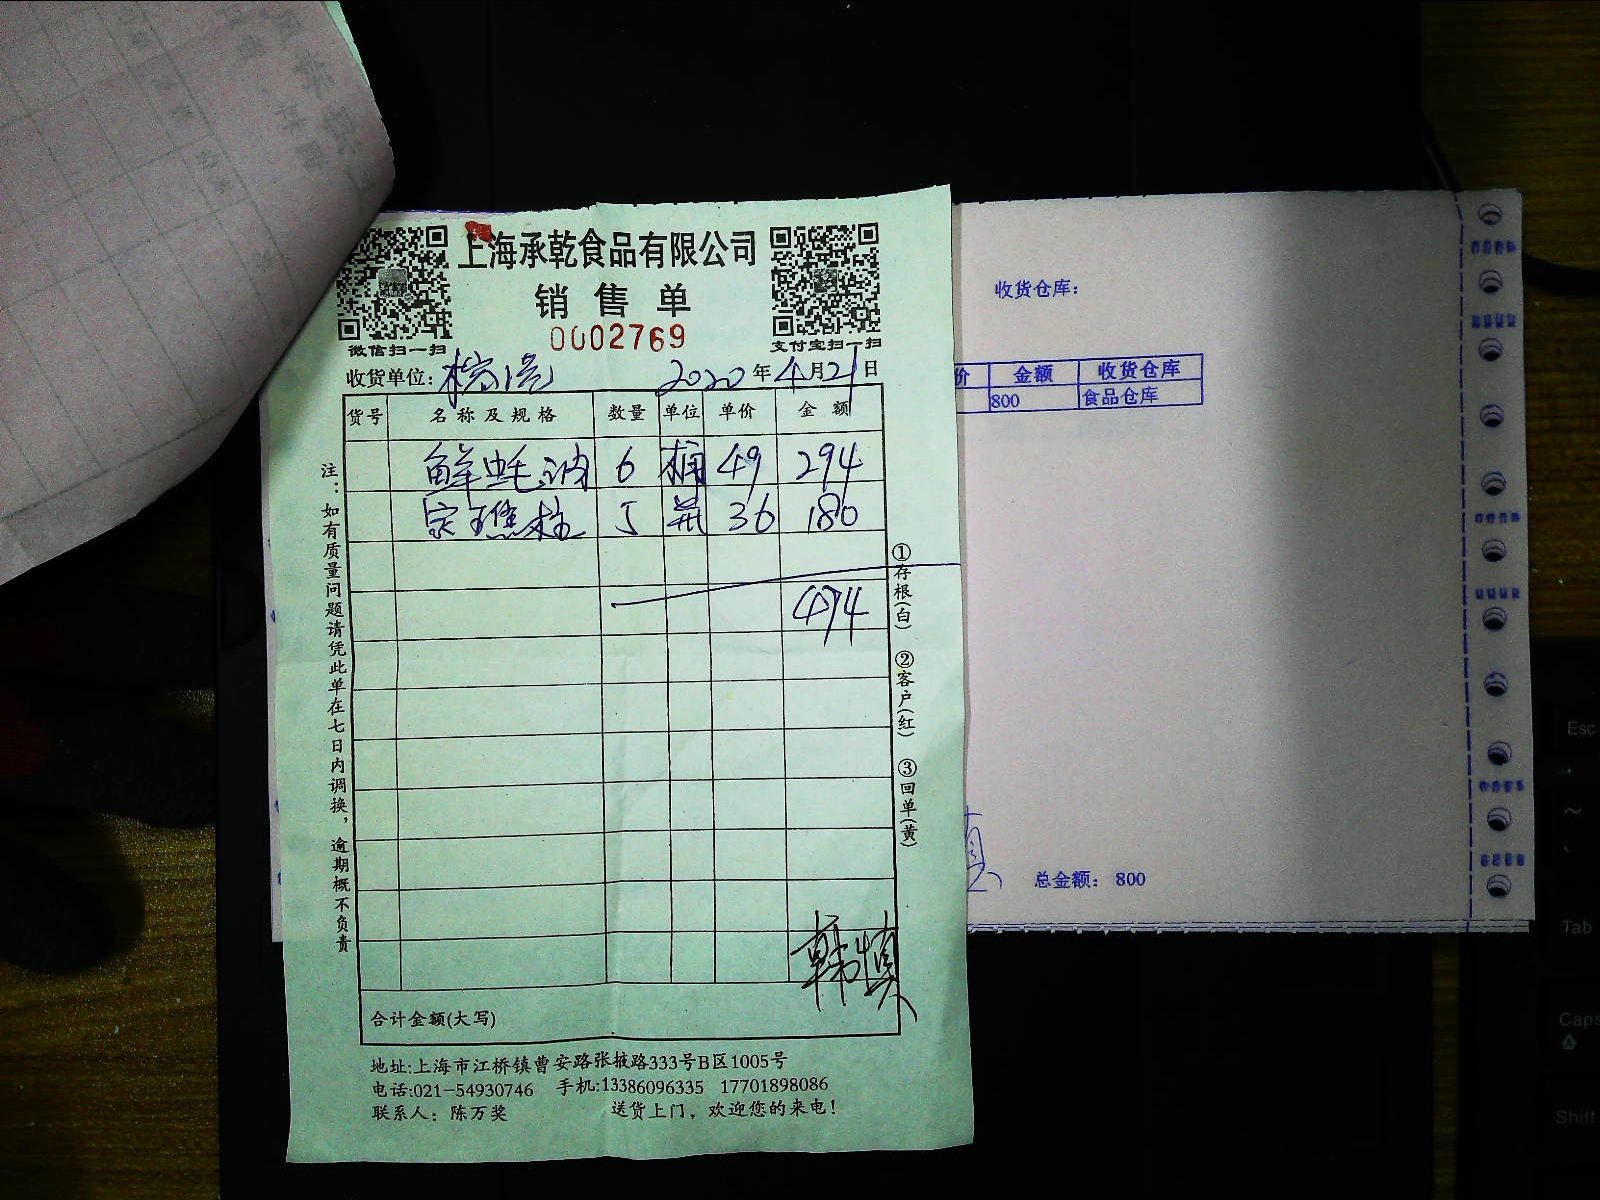 上海承乾食品有限公司
销售单
0002769
微信扫一扫
支付宝扫一扫
收货单位:
2020年4月21日
货号 名称及规格 数量 单位 单价 金额
鲜 6 桶 49 294
5 36 180
474
韩慎
合计金额(大写)
地址:上海市江桥镇曹安路张掖路333号B区1005号
电话:021-54930746 手机:13386096335 17701898086
联系人: 陈万奖 送货上门，欢迎您的来电!
注:如有质量问题请凭此单在七日内调换，逾期概不负责
①存根(白) ②客户(红) ③回单(黄)
收货仓库:
价 金额 收货仓库
800 食品仓库
总金额: 800
Esc
Tab
Caps
Shift